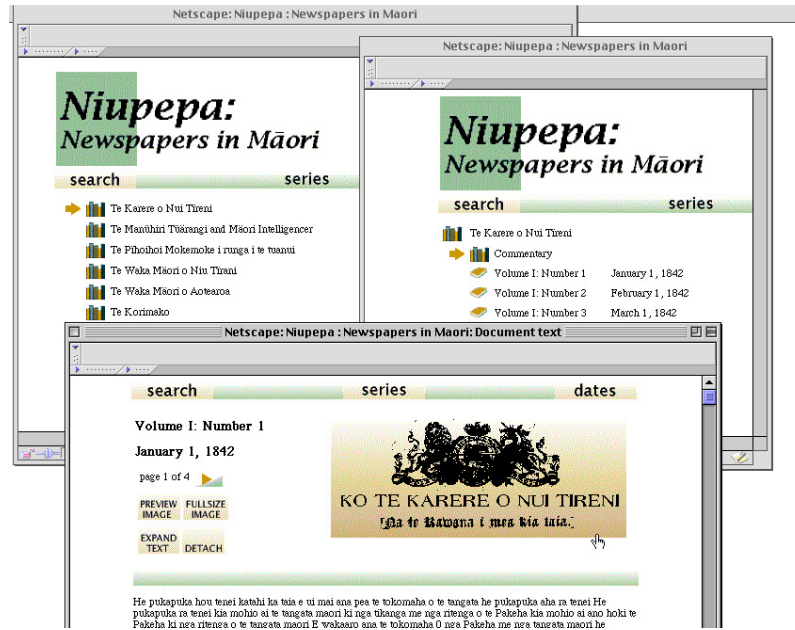 Netscape: Niupepa : Newspapers in Maori
Niupepa:
Newspapers in Māori
search series
Te Karere o Nui Tireni
Te Manūhiri Tūārangi and Māori Intelligencer
Te Pīhoihoi Mokemoke i runga i te tuanui
Te Waka Māori o Niu Tirani
Te Waka Māori o Aotearoa
Te Korimako
Netscape: Niupepa : Newspapers in Maori
Niupepa:
Newspapers in Māori
search series
Te Karere o Nui Tireni
Commentary
Volume I: Number 1 January 1, 1842
Volume I: Number 2 February 1, 1842
Volume I: Number 3 March 1, 1842
Netscape: Niupepa : Newspapers in Maori: Document text
search series dates
Volume I: Number 1
January 1, 1842
page 1 of 4
PREVIEW IMAGE FULLSIZE IMAGE
EXPAND TEXT DETACH
KO TE KARERE O NUI TIRENI
[Na te Kawana i mea kia taia.]
He pukapuka hou tenei katahi ka taia e ui mai ana pea te tokomaha o te tangata he pukapuka aha ra tenei He
pukapuka ra tenei kia mohio ai te tangata maori ki nga tikanga me nga ritenga o te Pakeha kia mohio ai ano hoki te
Pakeha ki nga ritenga o te tangata maori E wakaaro ana te tokomaha 0 nga Pakeha me nga tangata maori he